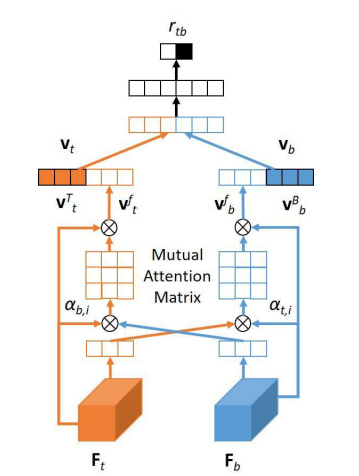 r_tb
v_t v_b
v^T_t v^f_t v^f_b v^B_b
Mutual
Attention
Matrix
α_b,i α_t,i
F_t F_b